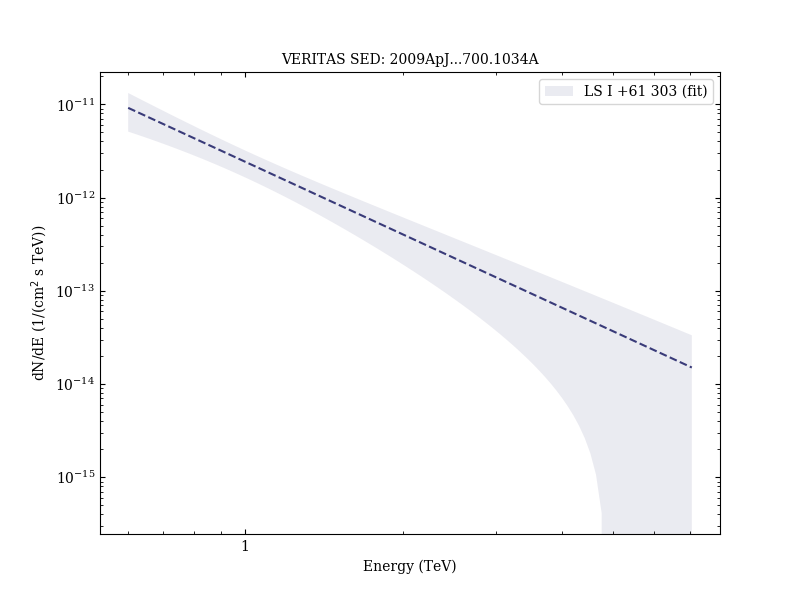 VERITAS SED: 2009ApJ...700.1034A
LS I +61 303 (fit)
dN/dE (1/(cm² s TeV))
10⁻¹¹
10⁻¹²
10⁻¹³
10⁻¹⁴
10⁻¹⁵
1
Energy (TeV)